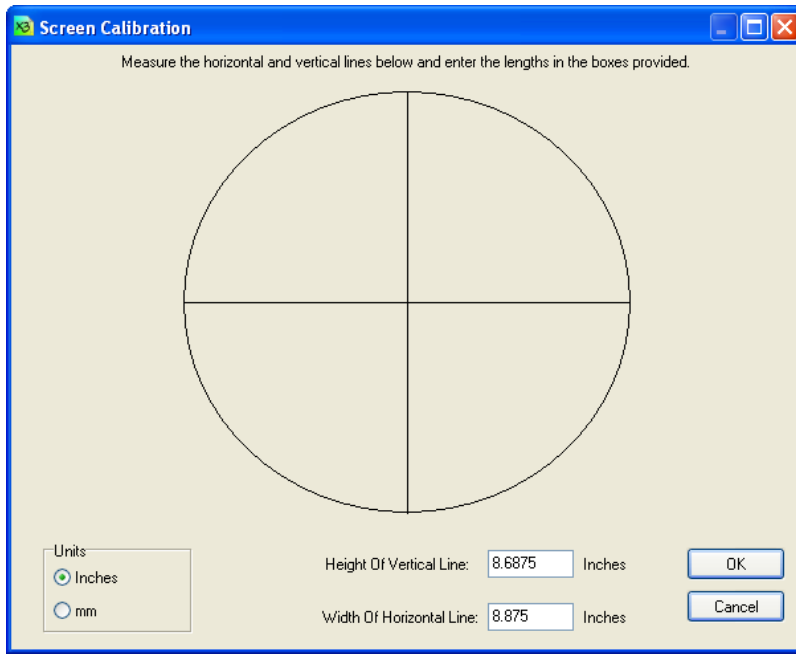 X3 Screen Calibration
Measure the horizontal and vertical lines below and enter the lengths in the boxes provided.
Units
Inches
mm
Height Of Vertical Line: 8.6875 Inches
Width Of Horizontal Line: 8.875 Inches
OK
Cancel